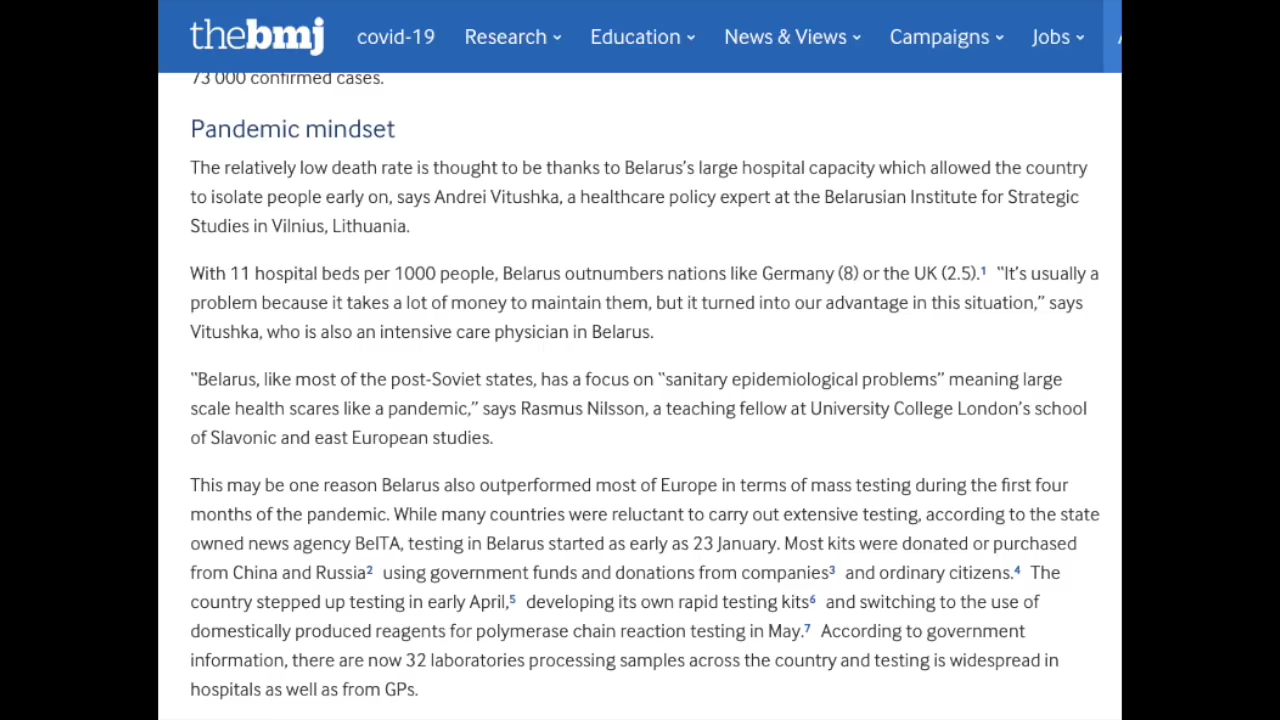 thebmj covid-19 Research Education News & Views Campaigns Jobs
73 000 confirmed cases.
Pandemic mindset
The relatively low death rate is thought to be thanks to Belarus's large hospital capacity which allowed the country
to isolate people early on, says Andrei Vitushka, a healthcare policy expert at the Belarusian Institute for Strategic
Studies in Vilnius, Lithuania.
With 11 hospital beds per 1000 people, Belarus outnumbers nations like Germany (8) or the UK (2.5).¹ "It's usually a
problem because it takes a lot of money to maintain them, but it turned into our advantage in this situation," says
Vitushka, who is also an intensive care physician in Belarus.
"Belarus, like most of the post-Soviet states, has a focus on "sanitary epidemiological problems" meaning large
scale health scares like a pandemic," says Rasmus Nilsson, a teaching fellow at University College London's school
of Slavonic and east European studies.
This may be one reason Belarus also outperformed most of Europe in terms of mass testing during the first four
months of the pandemic. While many countries were reluctant to carry out extensive testing, according to the state
owned news agency BelTA, testing in Belarus started as early as 23 January. Most kits were donated or purchased
from China and Russia² using government funds and donations from companies³ and ordinary citizens.⁴ The
country stepped up testing in early April,⁵ developing its own rapid testing kits⁶ and switching to the use of
domestically produced reagents for polymerase chain reaction testing in May.⁷ According to government
information, there are now 32 laboratories processing samples across the country and testing is widespread in
hospitals as well as from GPs.